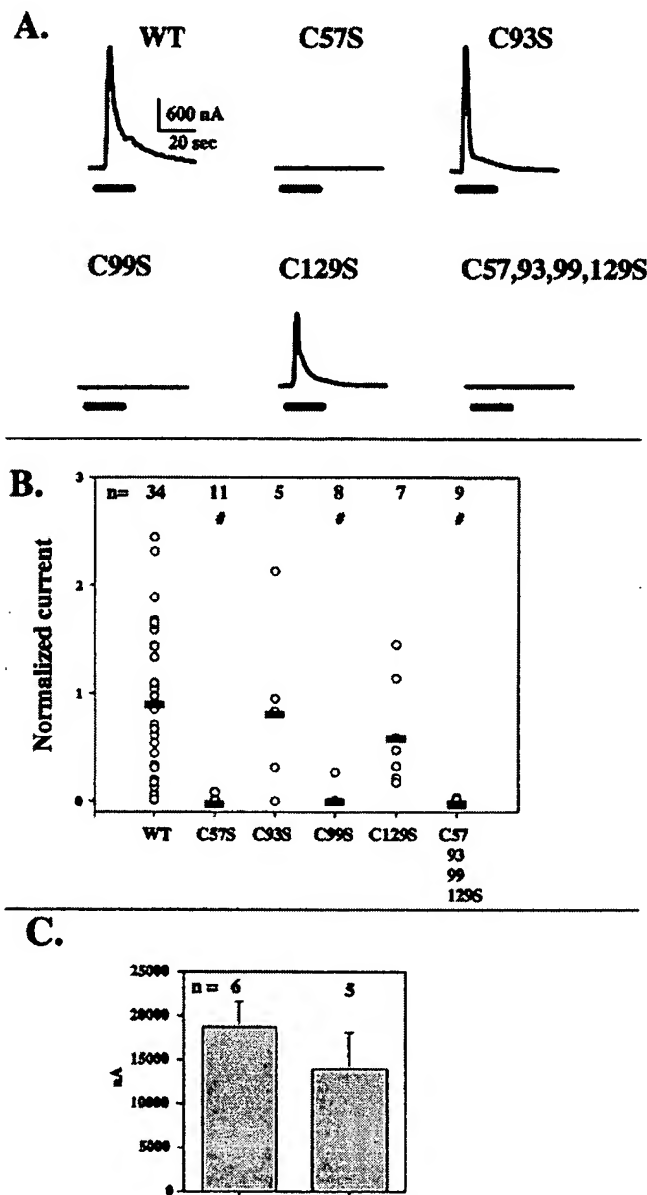 A.
WT C57S C93S
600 nA
20 sec
C99S C129S C57,93,99,129S
B.
3
n= 34 11 5 8 7 9
# # #
2
1
0
Normalized current
WT C57S C93S C99S C129S C57
93
99
129S
C.
25000
n = 6 5
20000
15000
10000
5000
0
nA